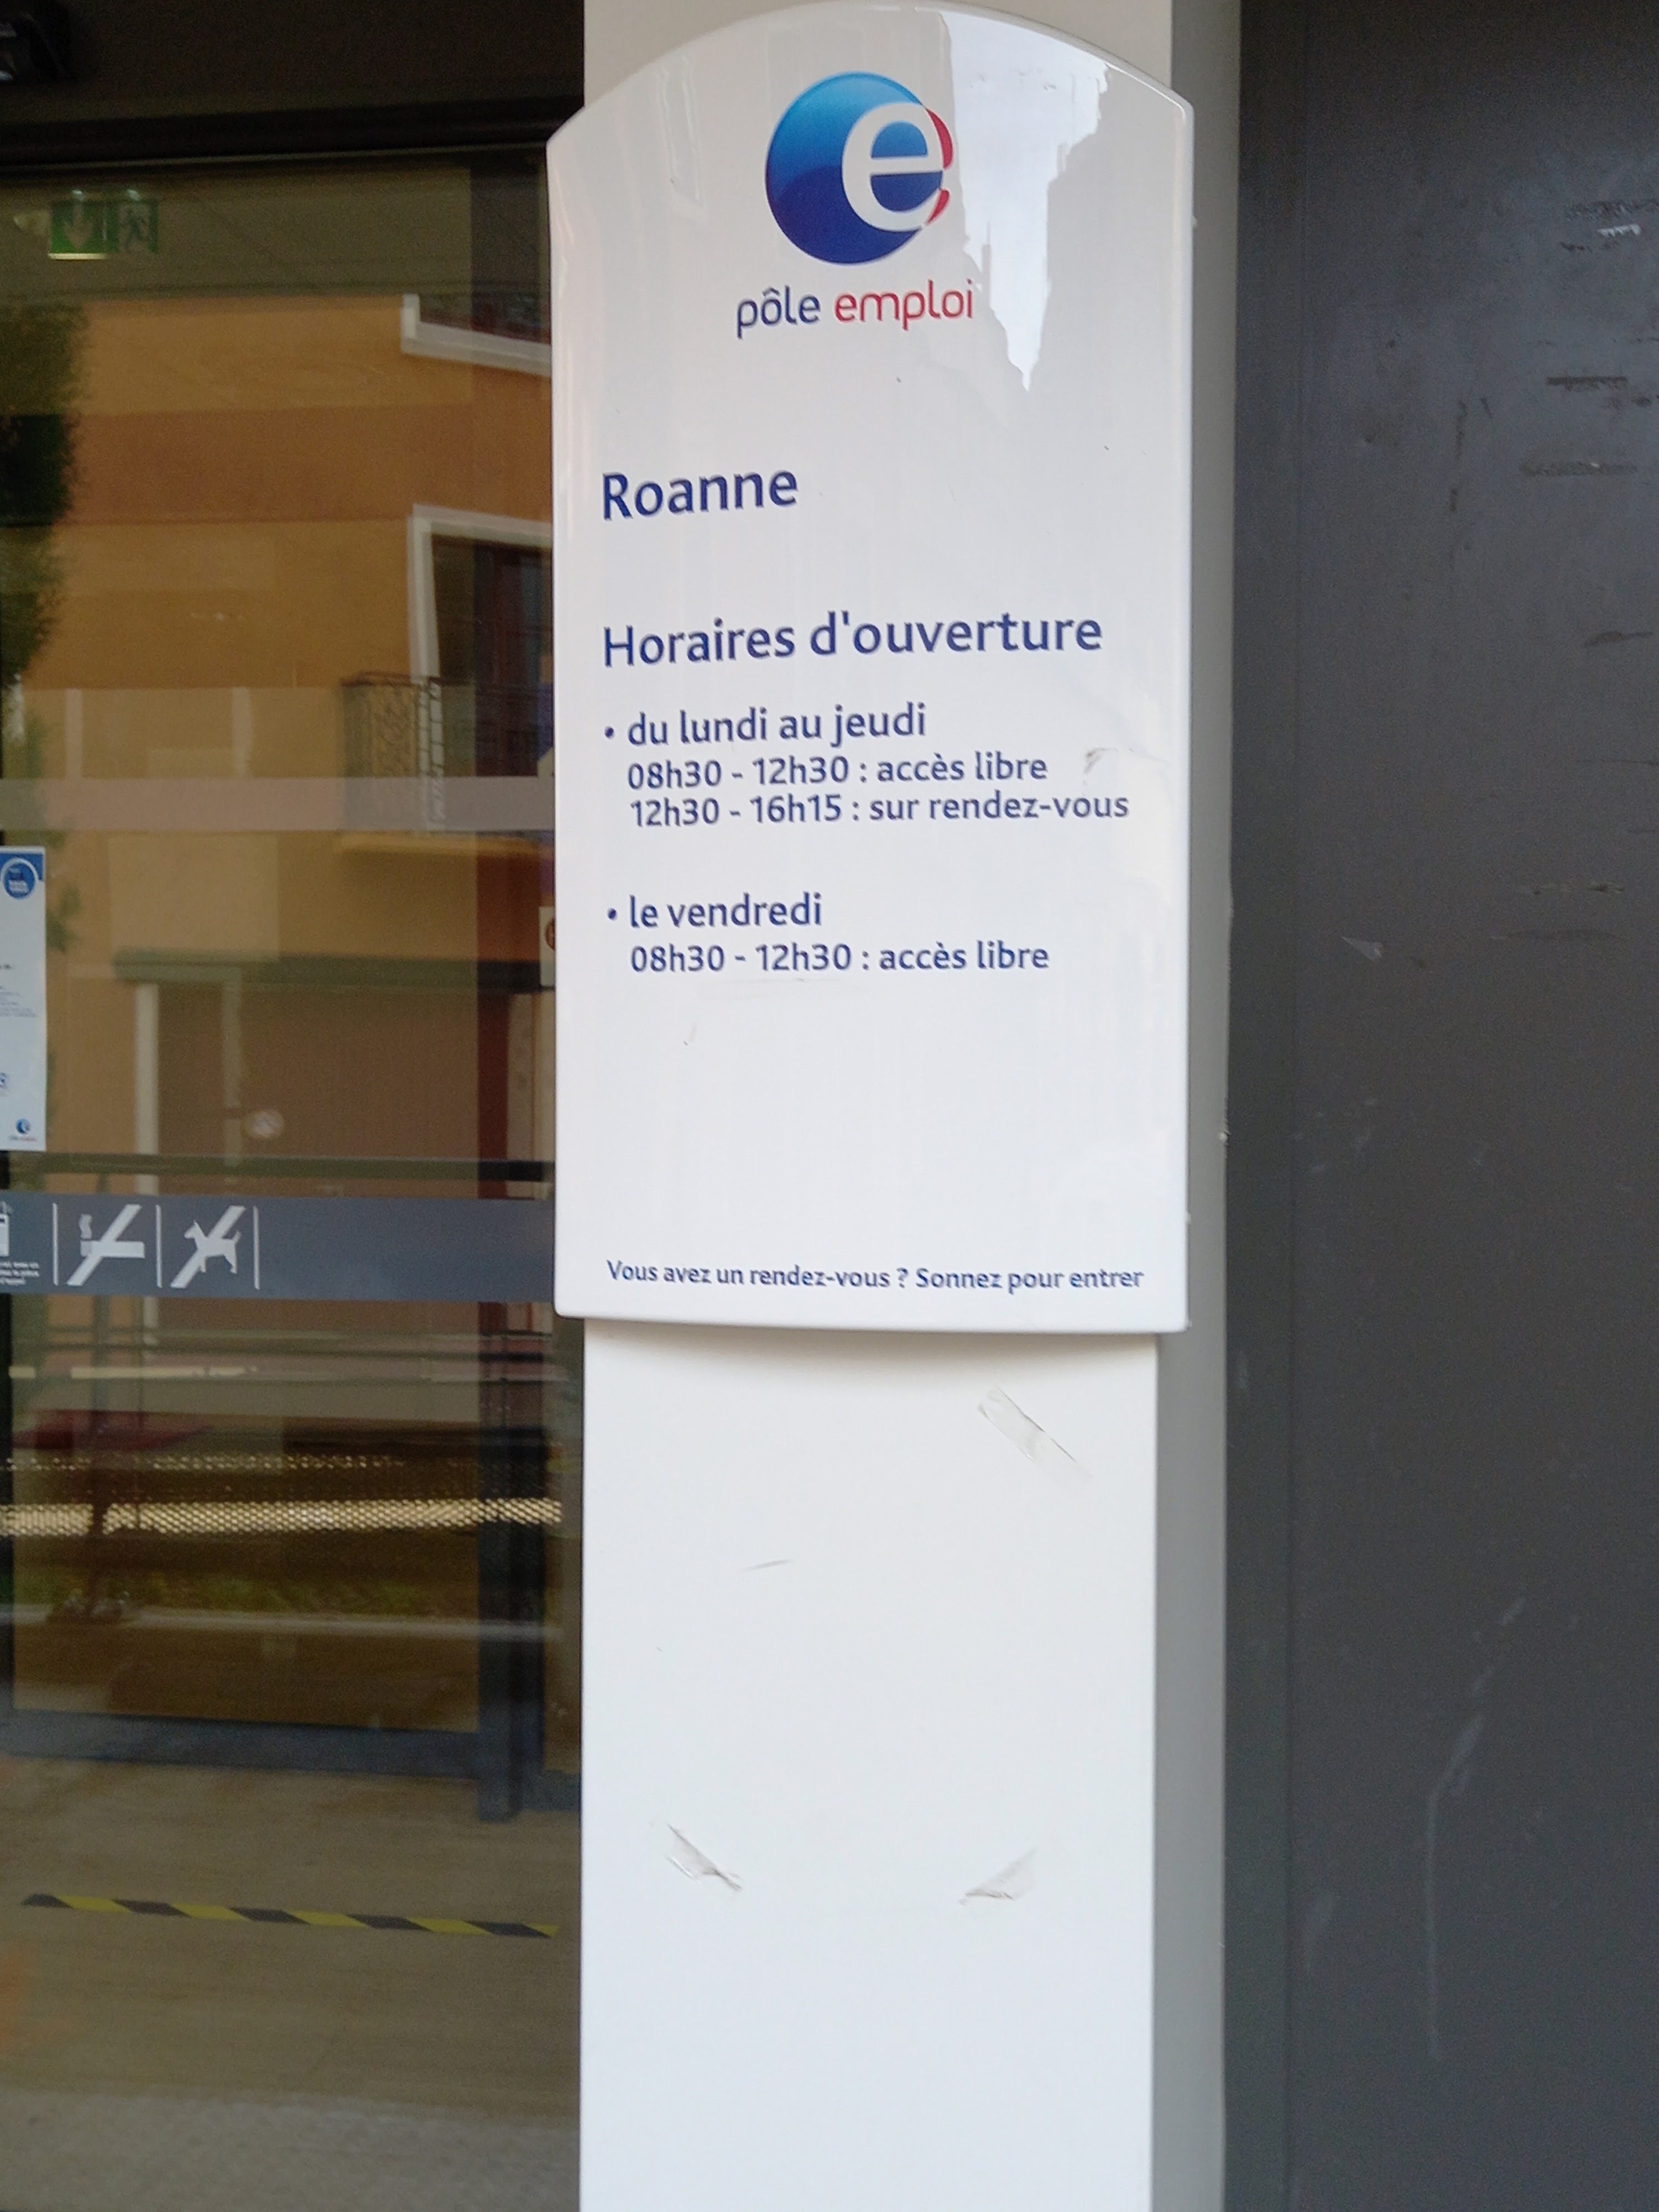 pôle emploi
Roanne
Horaires d'ouverture
• du lundi au jeudi
08h30 - 12h30 : accès libre
12h30 - 16h15 : sur rendez-vous
• le vendredi
08h30 - 12h30 : accès libre
Vous avez un rendez-vous ? Sonnez pour entrer